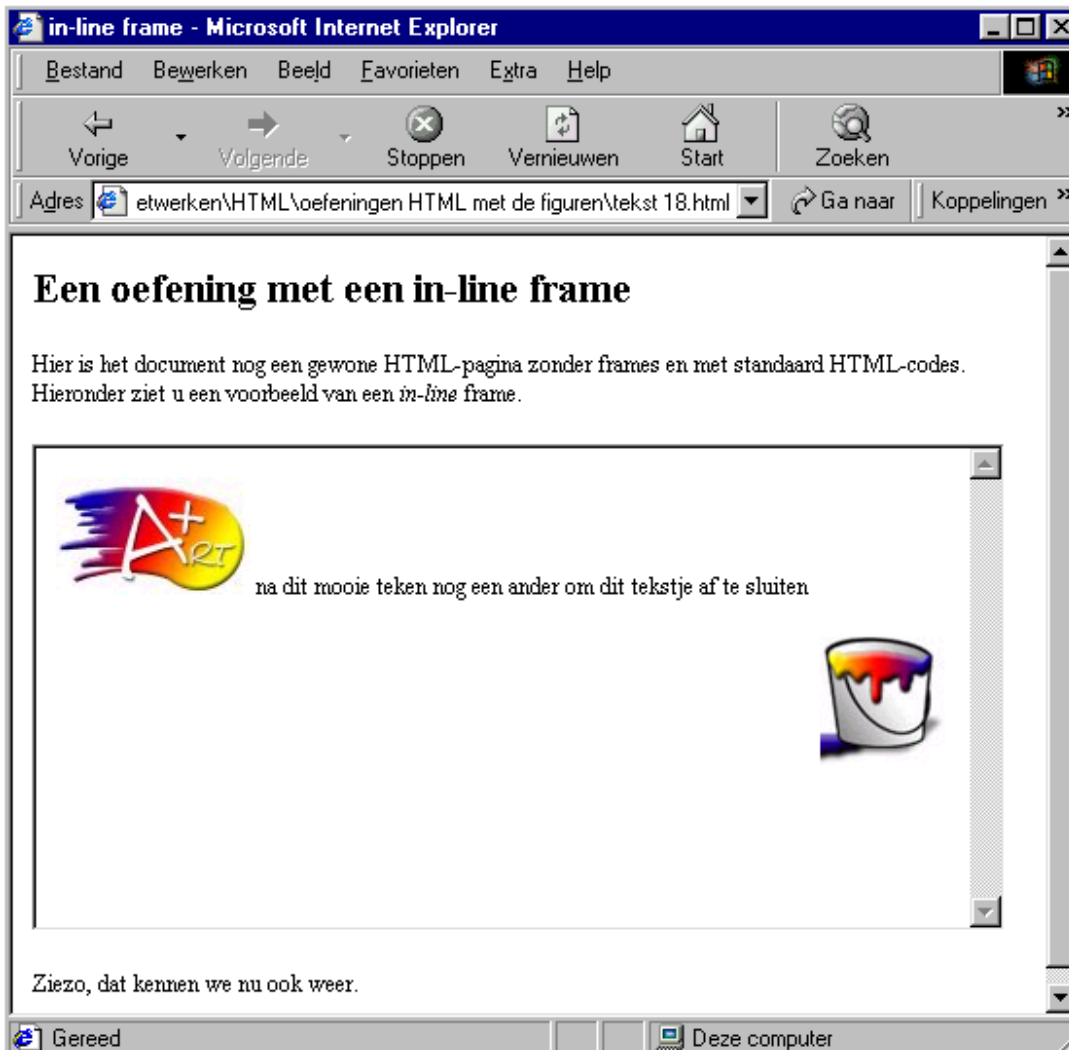 in-line frame - Microsoft Internet Explorer
Bestand Bewerken Beeld Favorieten Extra Help
Vorige Volgende Stoppen Vernieuwen Start Zoeken »
Adres etwerken\HTML\oefeningen HTML met de figuren\tekst 18.html Ga naar Koppelingen »
Een oefening met een in-line frame
Hier is het document nog een gewone HTML-pagina zonder frames en met standaard HTML-codes.
Hieronder ziet u een voorbeeld van een in-line frame.
A+
ART
na dit mooie teken nog een ander om dit tekstje af te sluiten
Ziezo, dat kennen we nu ook weer.
Gereed Deze computer